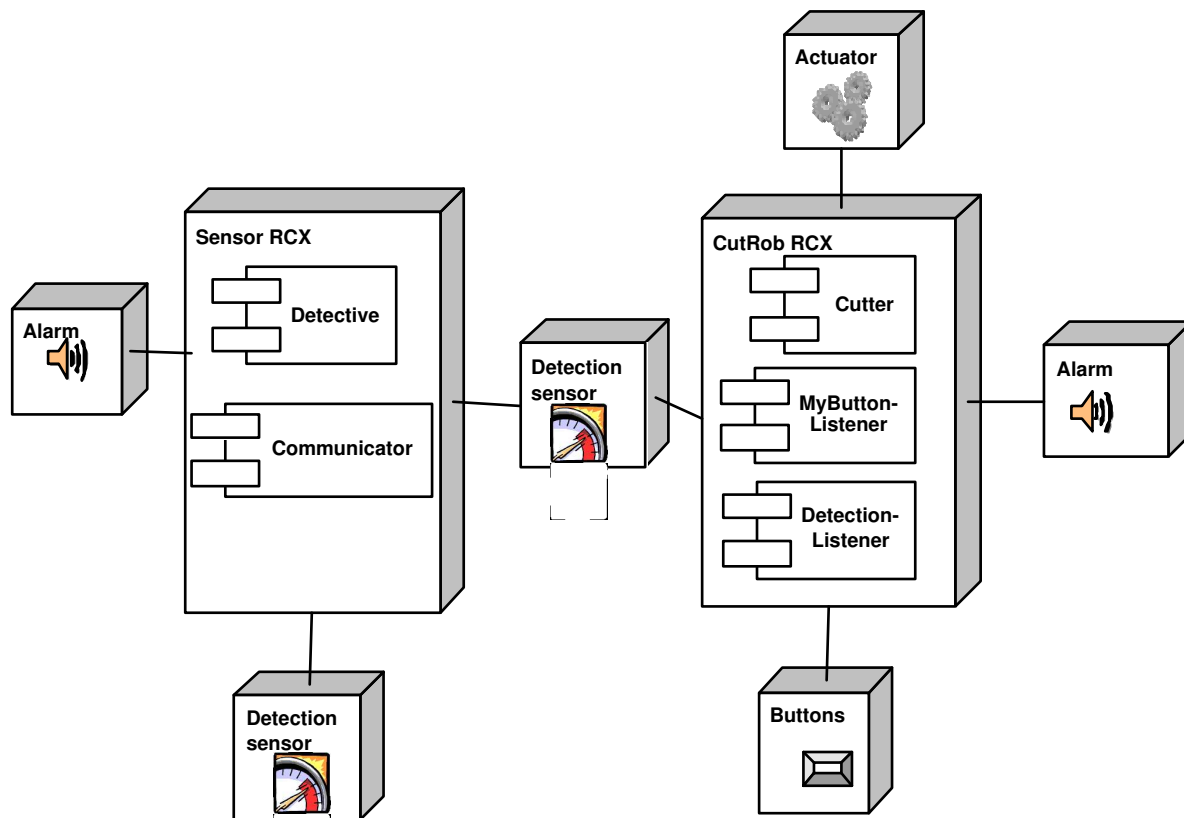 Actuator
Sensor RCX
Detective
Communicator
Alarm
Detection
sensor
CutRob RCX
Cutter
MyButton-
Listener
Detection-
Listener
Alarm
Detection
sensor
Buttons